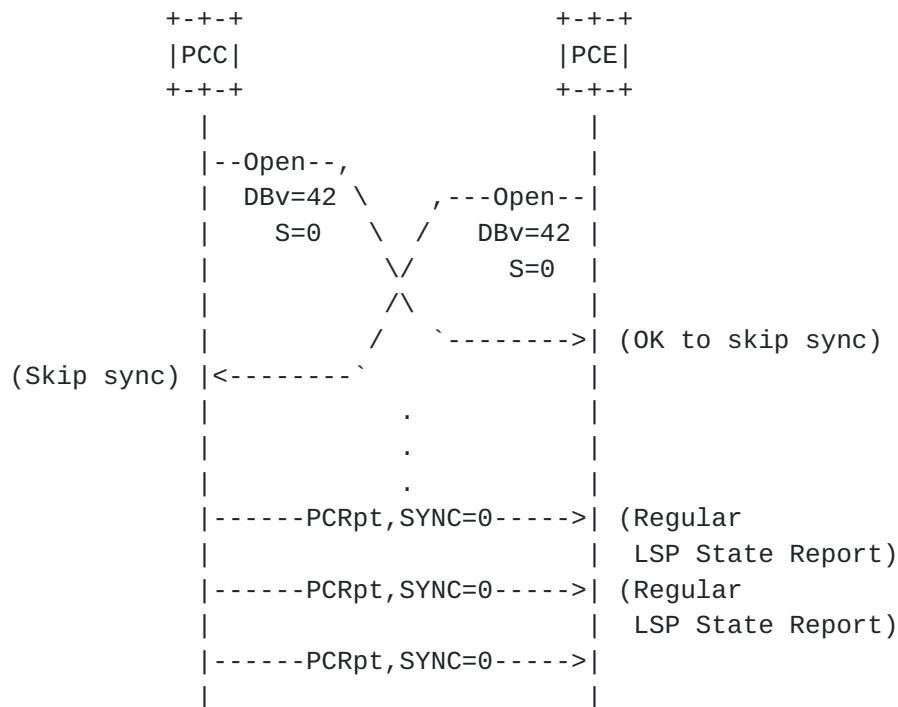 +-+-+                    +-+-+
|PCC|                    |PCE|
+-+-+                    +-+-+
|                        |
|--Open--,               |
|  DBv=42 \    ,---Open--|
|    S=0   \  /   DBv=42 |
|           \/      S=0  |
|           /\           |
|          /   `-------->| (OK to skip sync)
(Skip sync) |<--------`              |
|            .           |
|            .           |
|            .           |
|------PCRpt,SYNC=0----->| (Regular
|                        |  LSP State Report)
|------PCRpt,SYNC=0----->| (Regular
|                        |  LSP State Report)
|------PCRpt,SYNC=0----->|
|                        |